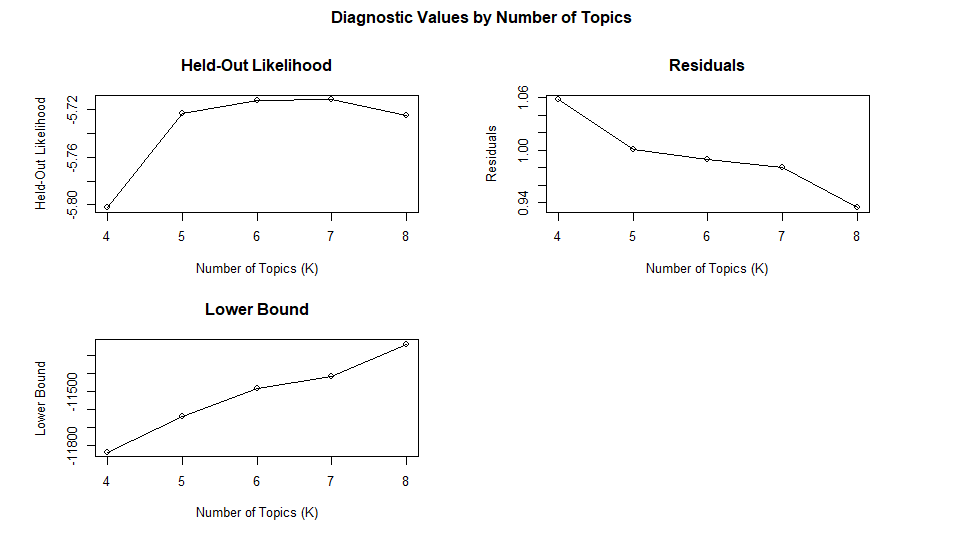 Diagnostic Values by Number of Topics
Held-Out Likelihood
Held-Out Likelihood
-5.72
-5.76
-5.80
4 5 6 7 8
Number of Topics (K)
Residuals
Residuals
1.06
1.00
0.94
4 5 6 7 8
Number of Topics (K)
Lower Bound
Lower Bound
-11500
-11800
4 5 6 7 8
Number of Topics (K)